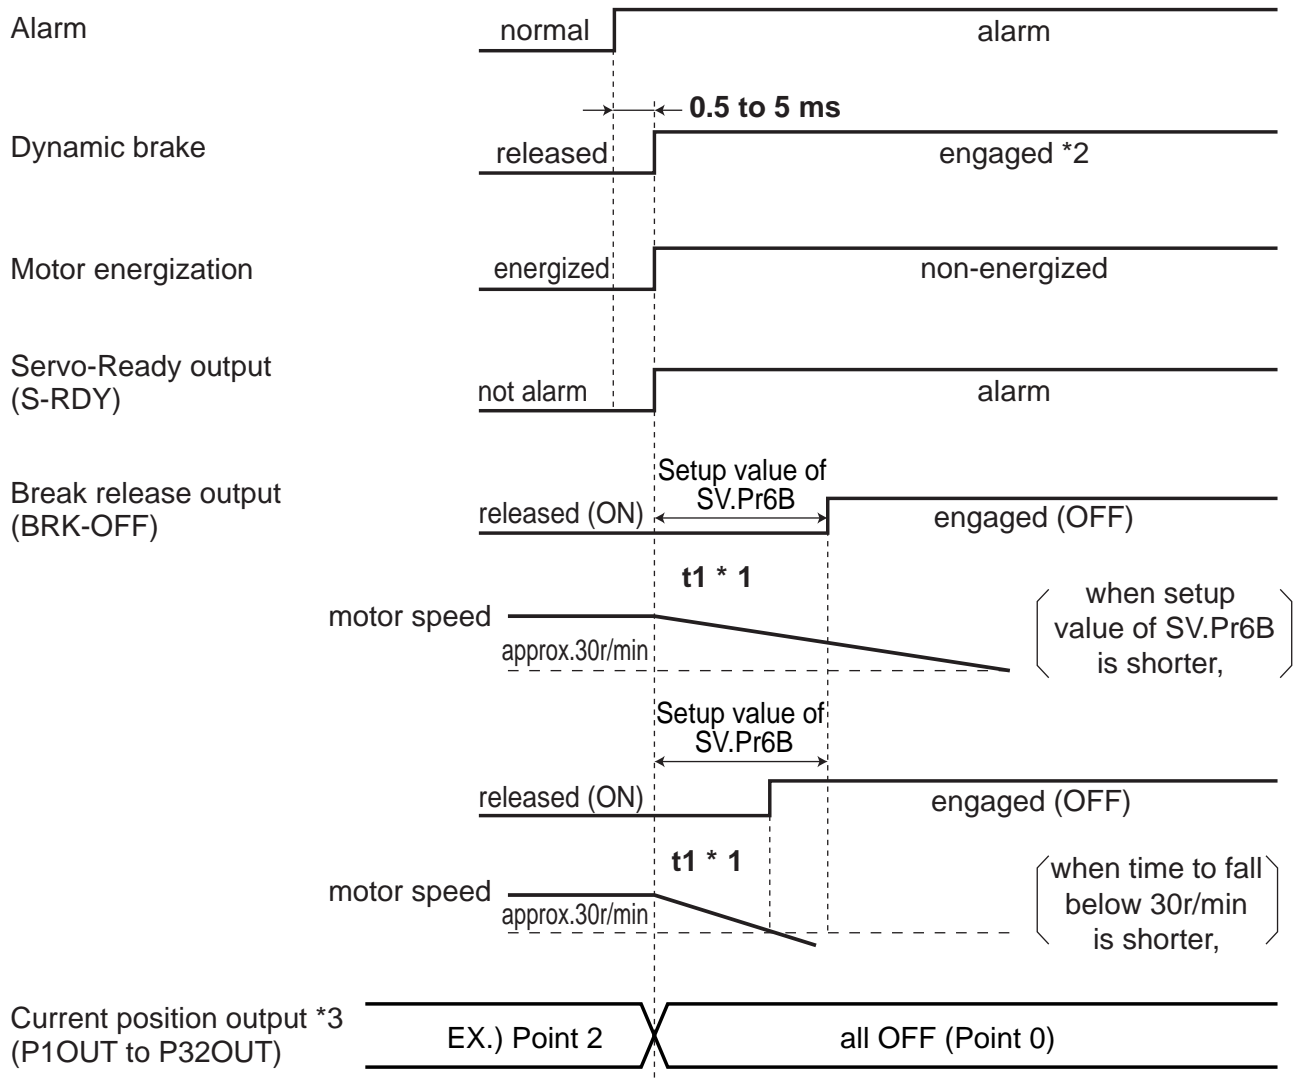 Alarm
normal
alarm
0.5 to 5 ms
Dynamic brake
released
engaged *2
Motor energization
energized
non-energized
Servo-Ready output
(S-RDY)
not alarm
alarm
Break release output
(BRK-OFF)
Setup value of
SV.Pr6B
released (ON)
engaged (OFF)
t1 * 1
motor speed
approx.30r/min
when setup
value of SV.Pr6B
is shorter,
Setup value of
SV.Pr6B
released (ON)
engaged (OFF)
t1 * 1
motor speed
approx.30r/min
when time to fall
below 30r/min
is shorter,
Current position output *3
(P1OUT to P32OUT)
EX.) Point 2
all OFF (Point 0)